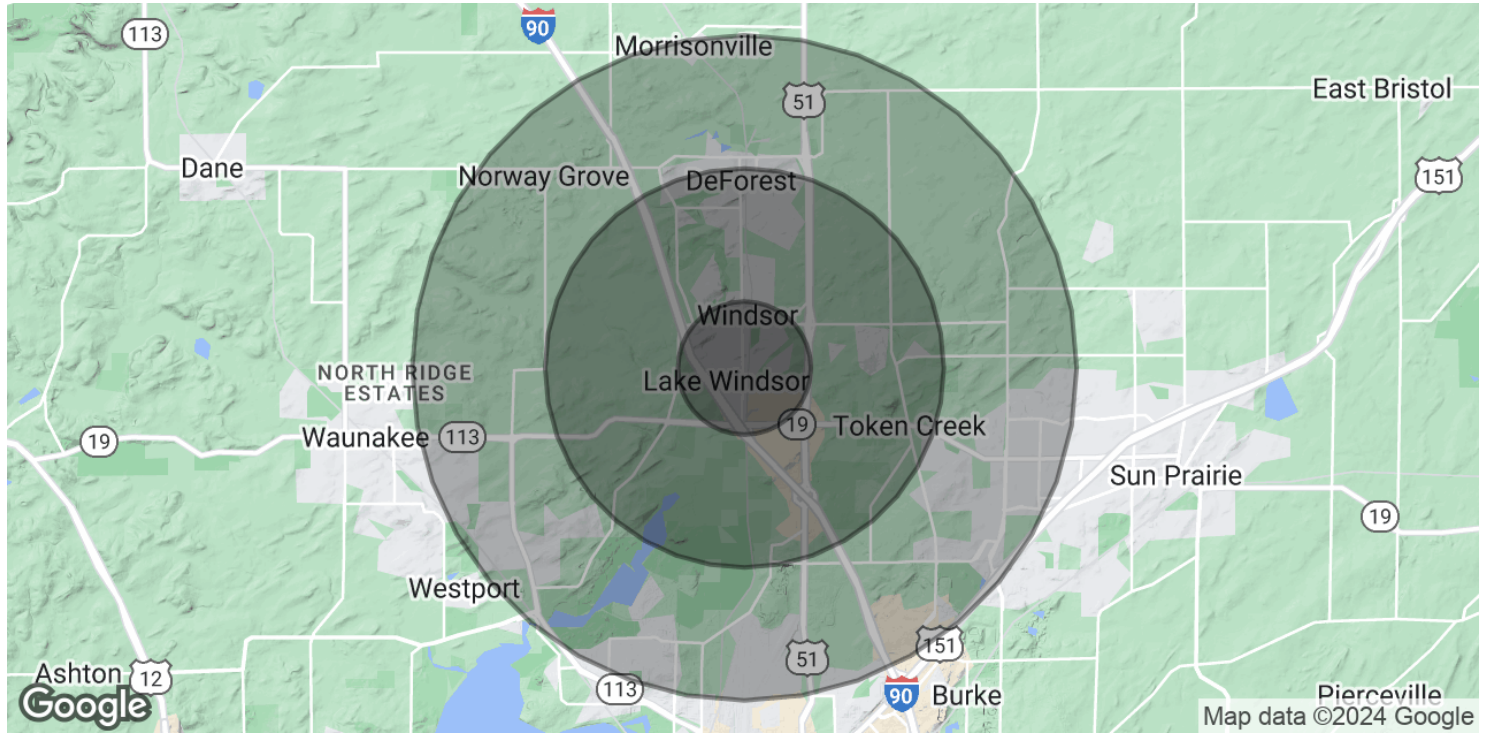 113
90
Morrisonville
51
East Bristol
Dane
Norway Grove
DeForest
151
Windsor
NORTH RIDGE
ESTATES
Lake Windsor
19
Waunakee
113
19
Token Creek
Sun Prairie
19
Westport
151
51
Ashton
12
113
90
Burke
Pierceville
Google
Map data ©2024 Google